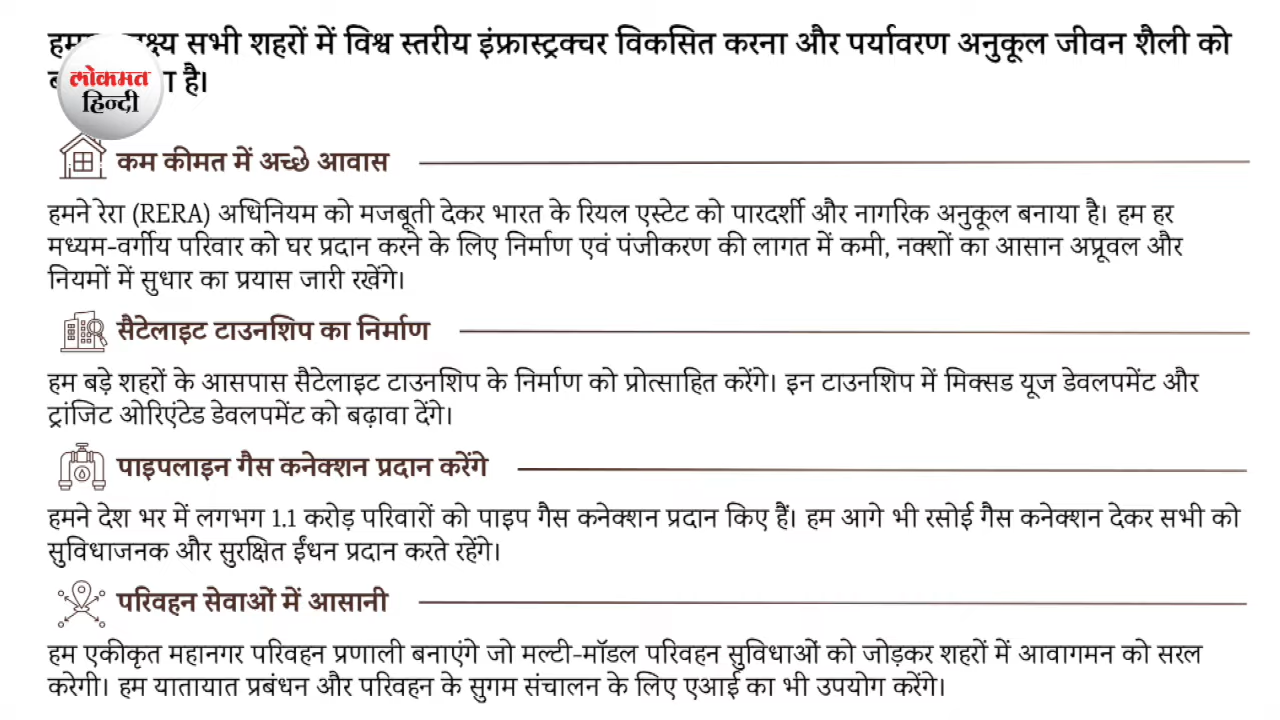 हमारा लक्ष्य सभी शहरों में विश्व स्तरीय इंफ्रास्ट्रक्चर विकसित करना और पर्यावरण अनुकूल जीवन शैली को
है।
लोकमत
हिन्दी
कम कीमत में अच्छे आवास
हमने रेरा (RERA) अधिनियम को मजबूती देकर भारत के रियल एस्टेट को पारदर्शी और नागरिक अनुकूल बनाया है। हम हर
मध्यम-वर्गीय परिवार को घर प्रदान करने के लिए निर्माण एवं पंजीकरण की लागत में कमी, नक्शों का आसान अप्रूवल और
नियमों में सुधार का प्रयास जारी रखेंगे।
सैटेलाइट टाउनशिप का निर्माण
हम बड़े शहरों के आसपास सैटेलाइट टाउनशिप के निर्माण को प्रोत्साहित करेंगे। इन टाउनशिप में मिक्सड यूज डेवलपमेंट और
ट्रांजिट ओरिएंटेड डेवलपमेंट को बढ़ावा देंगे।
पाइपलाइन गैस कनेक्शन प्रदान करेंगे
हमने देश भर में लगभग 1.1 करोड़ परिवारों को पाइप गैस कनेक्शन प्रदान किए हैं। हम आगे भी रसोई गैस कनेक्शन देकर सभी को
सुविधाजनक और सुरक्षित ईंधन प्रदान करते रहेंगे।
परिवहन सेवाओं में आसानी
हम एकीकृत महानगर परिवहन प्रणाली बनाएंगे जो मल्टी-मॉडल परिवहन सुविधाओं को जोड़कर शहरों में आवागमन को सरल
करेगी। हम यातायात प्रबंधन और परिवहन के सुगम संचालन के लिए एआई का भी उपयोग करेंगे।